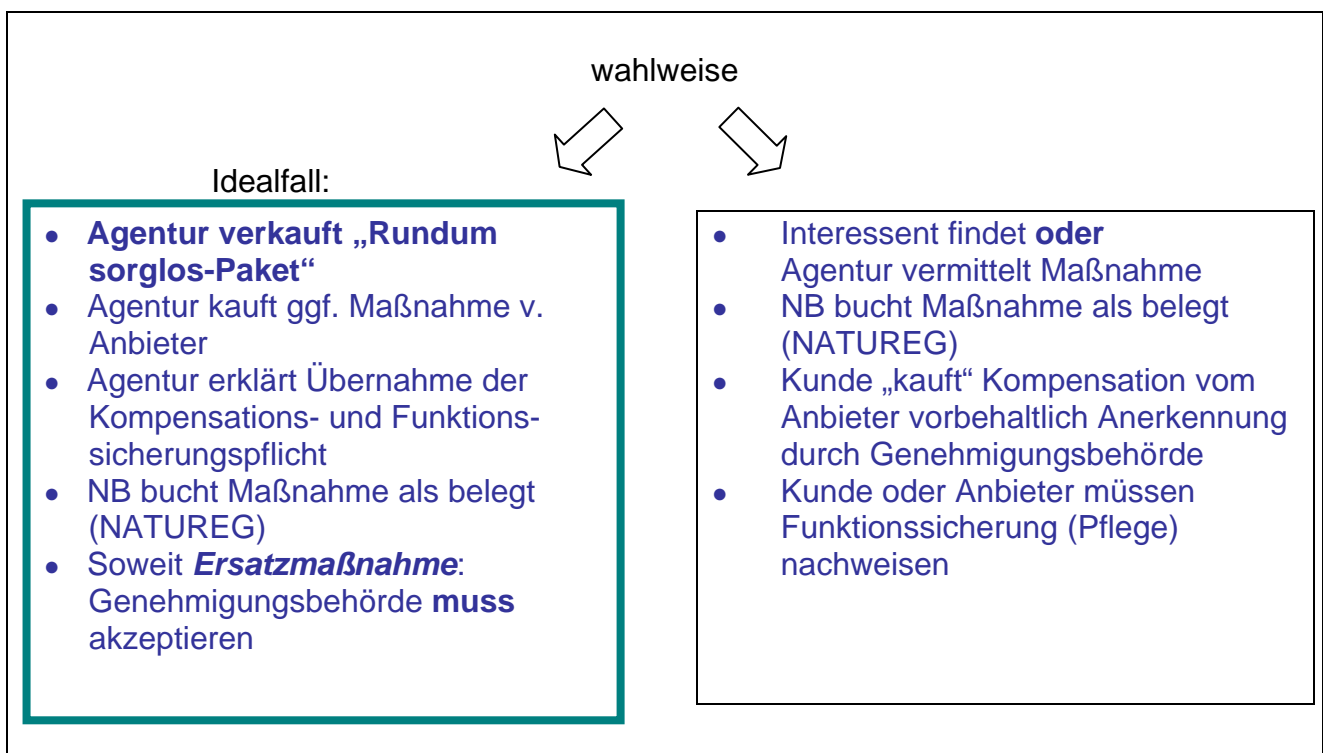 wahlweise
Idealfall:
● Agentur verkauft „Rundum
sorglos-Paket“
● Agentur kauft ggf. Maßnahme v.
Anbieter
● Agentur erklärt Übernahme der
Kompensations- und Funktions-
sicherungspflicht
● NB bucht Maßnahme als belegt
(NATUREG)
● Soweit Ersatzmaßnahme:
Genehmigungsbehörde muss
akzeptieren
● Interessent findet oder
Agentur vermittelt Maßnahme
● NB bucht Maßnahme als belegt
(NATUREG)
● Kunde „kauft“ Kompensation vom
Anbieter vorbehaltlich Anerkennung
durch Genehmigungsbehörde
● Kunde oder Anbieter müssen
Funktionssicherung (Pflege)
nachweisen